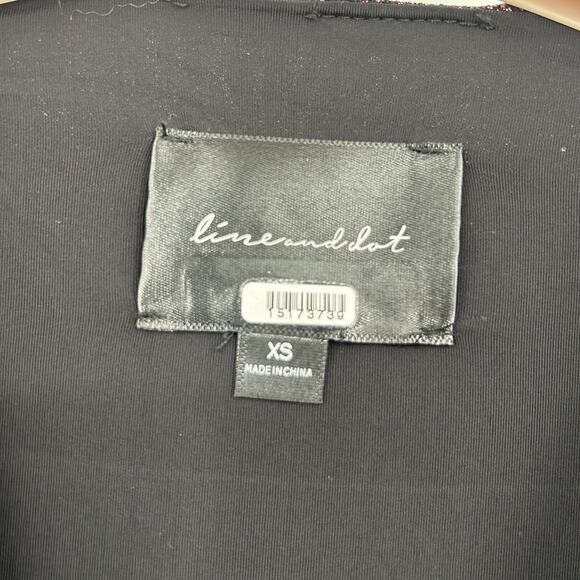 line and dot
15173739
XS
MADE IN CHINA